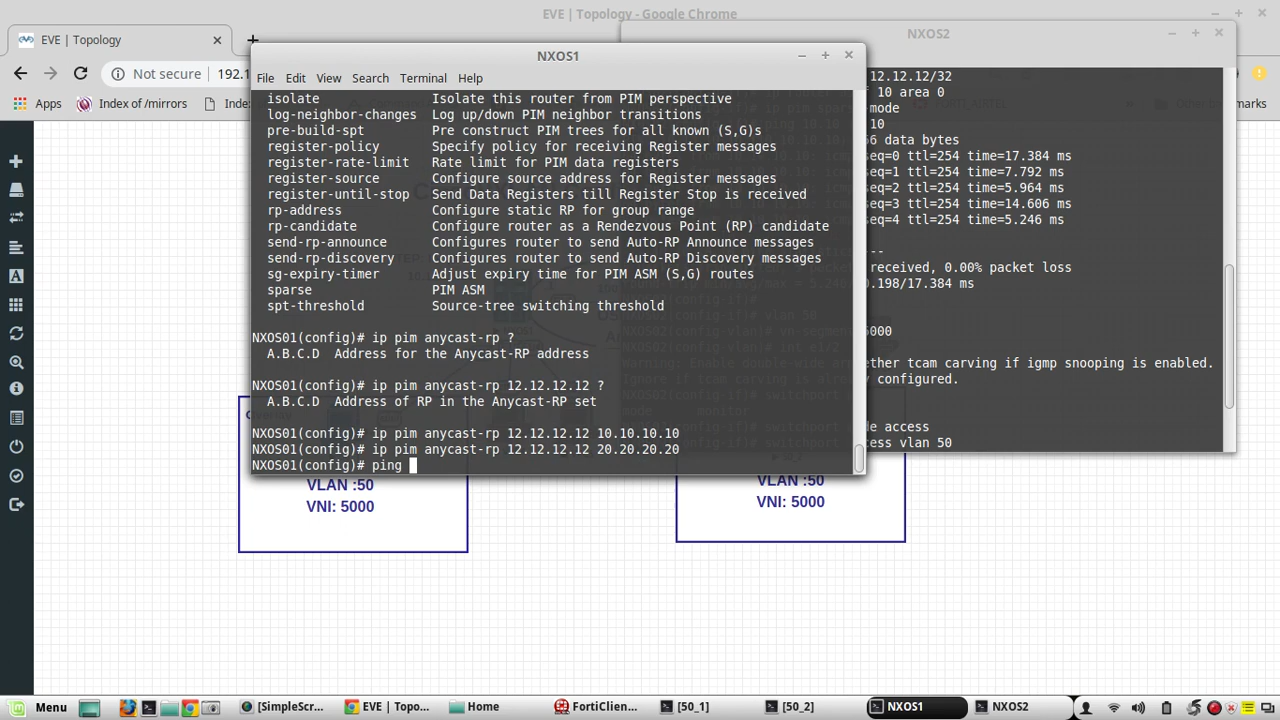 EVE | Topology - Google Chrome
EVE | Topology
NXOS2
Not secure
192.1
Apps
Index of /mirrors
Inde
marks
NXOS1
File Edit View Search Terminal Help
isolate Isolate this router from PIM perspective
log-neighbor-changes Log up/down PIM neighbor transitions
pre-build-spt Pre construct PIM trees for all known (S,G)s
register-policy Specify policy for receiving Register messages
register-rate-limit Rate limit for PIM data registers
register-source Configure source address for Register messages
register-until-stop Send Data Registers till Register Stop is received
rp-address Configure static RP for group range
rp-candidate Configure router as a Rendezvous Point (RP) candidate
send-rp-announce Configures router to send Auto-RP Announce messages
send-rp-discovery Configures router to send Auto-RP Discovery messages
sg-expiry-timer Adjust expiry time for PIM ASM (S,G) routes
sparse PIM ASM
spt-threshold Source-tree switching threshold
NXOS01(config)# ip pim anycast-rp ?
A.B.C.D Address for the Anycast-RP address
NXOS01(config)# ip pim anycast-rp 12.12.12.12 ?
A.B.C.D Address of RP in the Anycast-RP set
NXOS01(config)# ip pim anycast-rp 12.12.12.12 10.10.10.10
NXOS01(config)# ip pim anycast-rp 12.12.12.12 20.20.20.20
NXOS01(config)# ping
12.12.12/32
10 area 0
mode
10
6 data bytes
seq=0 ttl=254 time=17.384 ms
seq=1 ttl=254 time=7.792 ms
seq=2 ttl=254 time=5.964 ms
seq=3 ttl=254 time=14.606 ms
seq=4 ttl=254 time=5.246 ms
---
received, 0.00% packet loss
0.198/17.384 ms
5000
ether tcam carving if igmp snooping is enabled.
configured.
de access
ess vlan 50
VLAN :50
VNI: 5000
VLAN :50
VNI: 5000
Menu
[SimpleScr...
EVE | Topo...
Home
FortiClien...
[50_1]
[50_2]
NXOS1
NXOS2